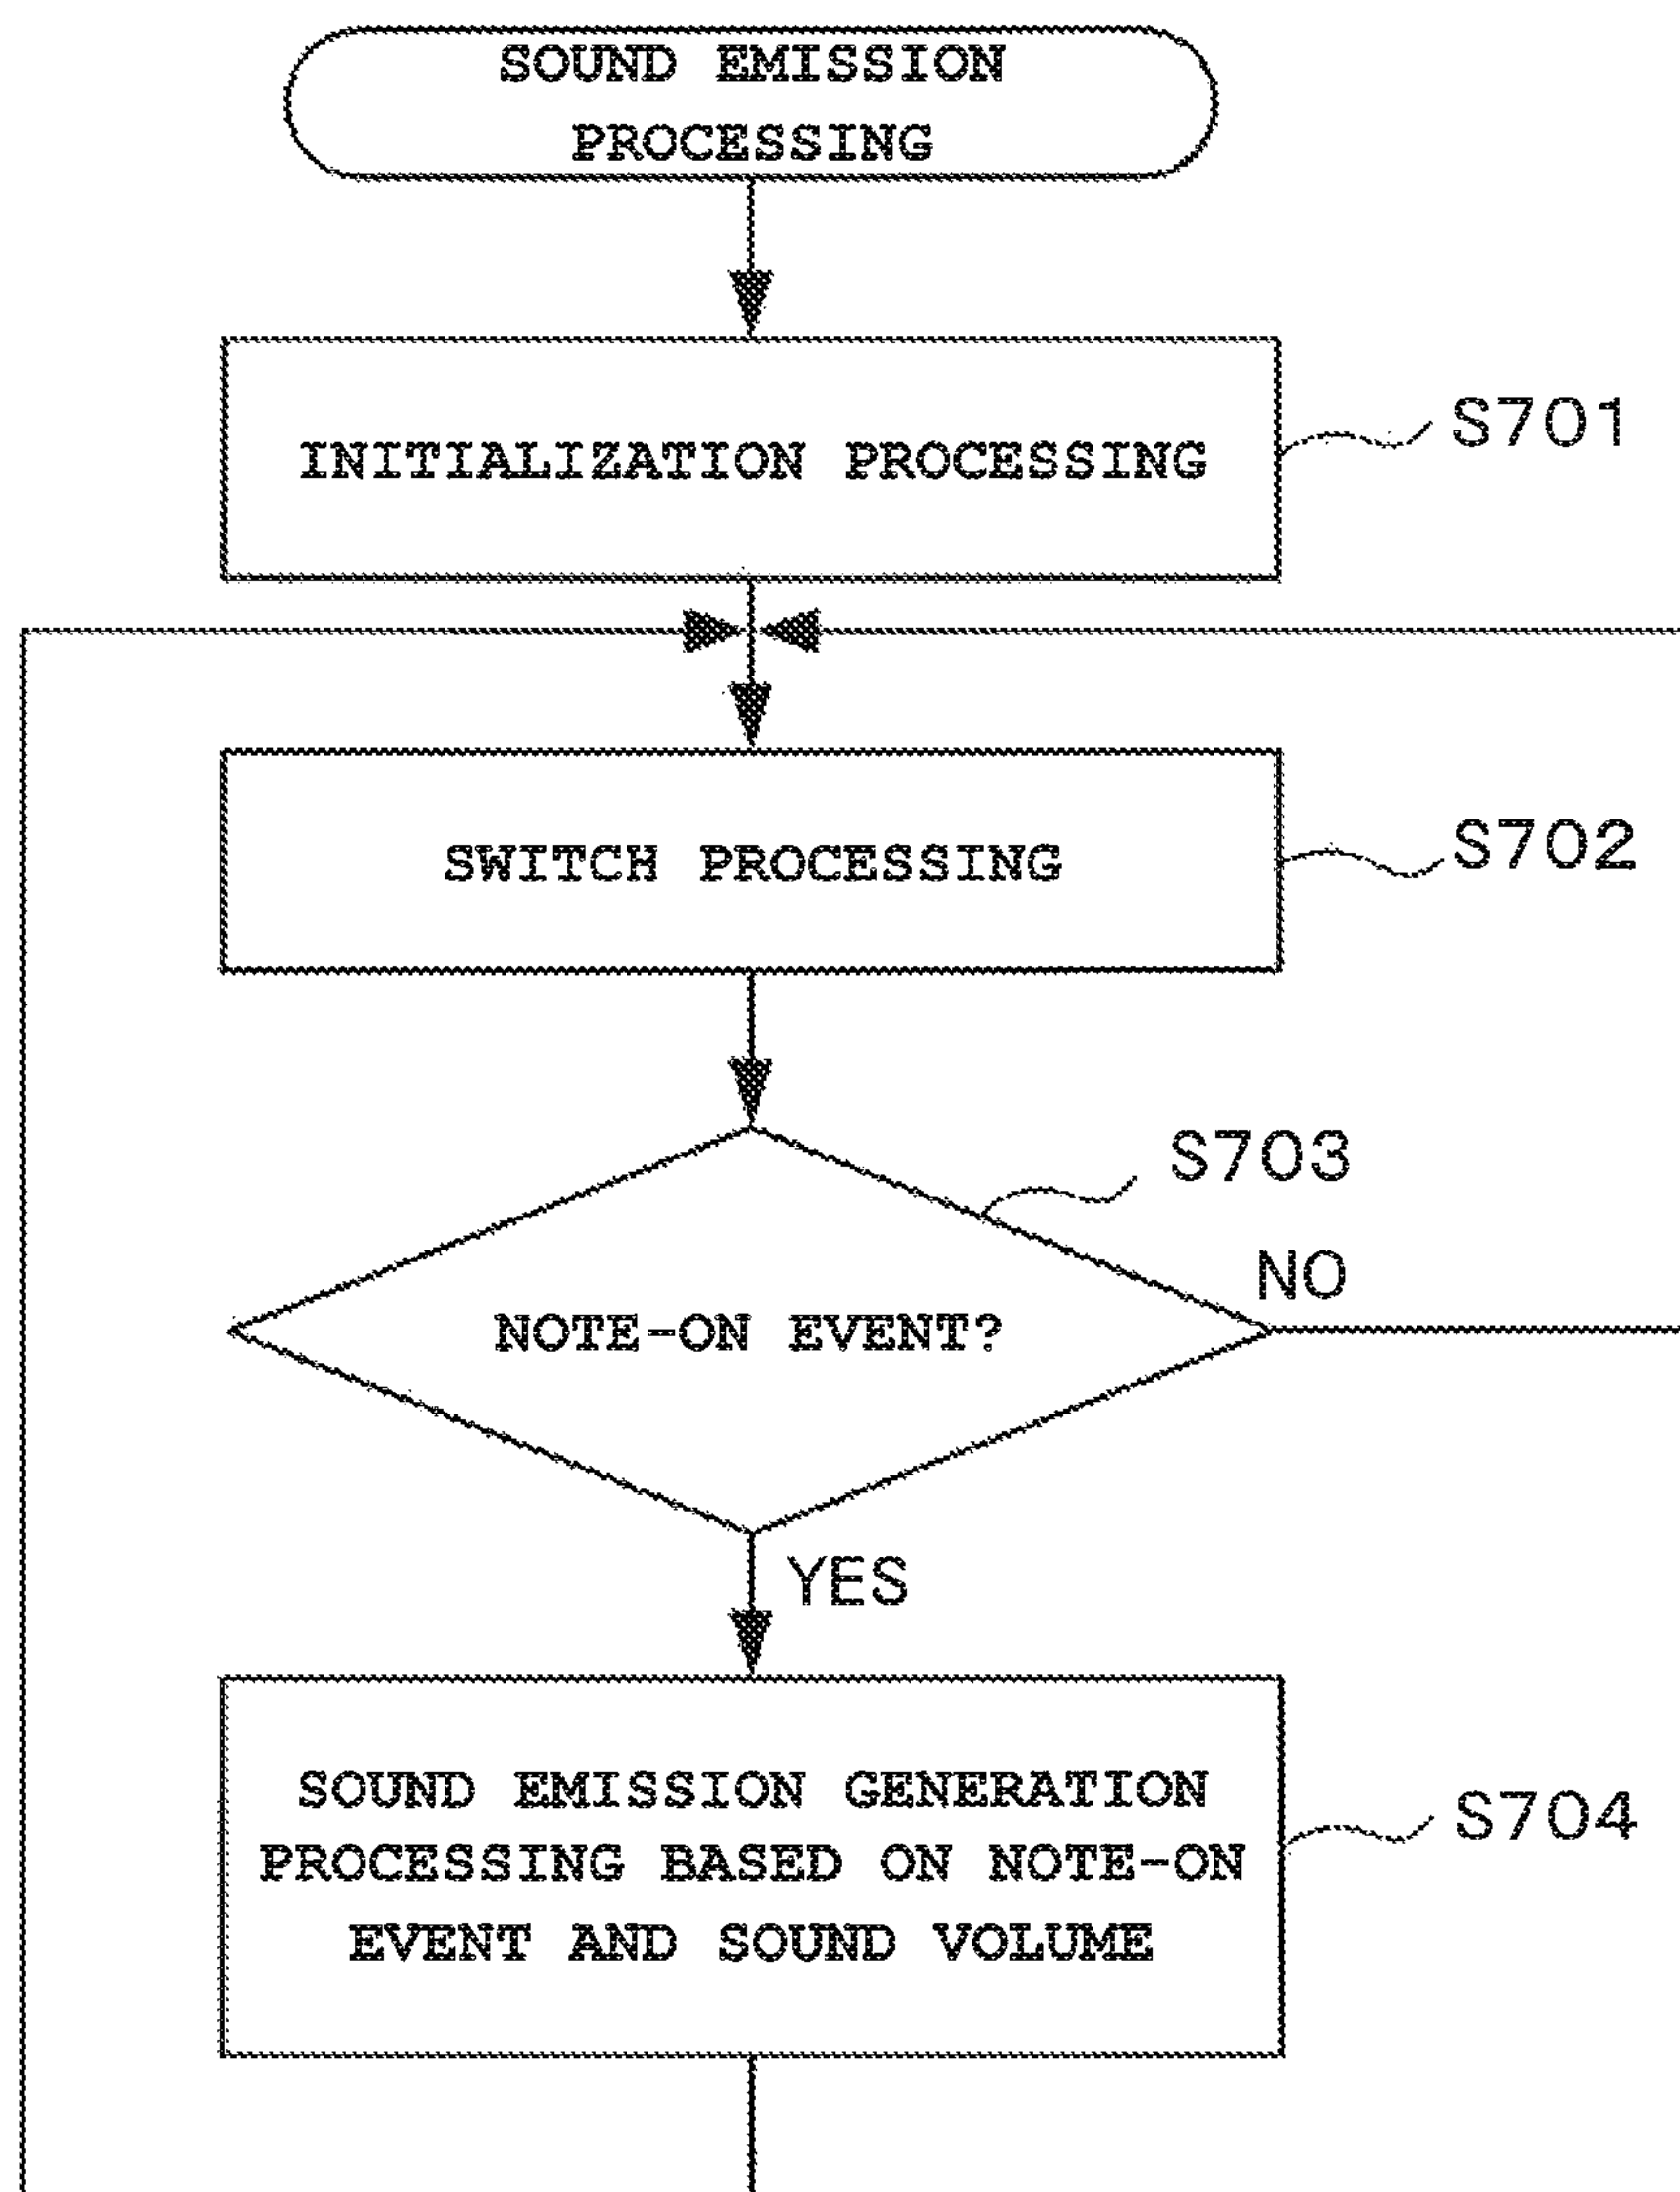 SOUND EMISSION
PROCESSING
INITIALIZATION PROCESSING
S701
SWITCH PROCESSING
S702
S703
NO
NOTE-ON EVENT?
YES
SOUND EMISSION GENERATION
PROCESSING BASED ON NOTE-ON
EVENT AND SOUND VOLUME
S704